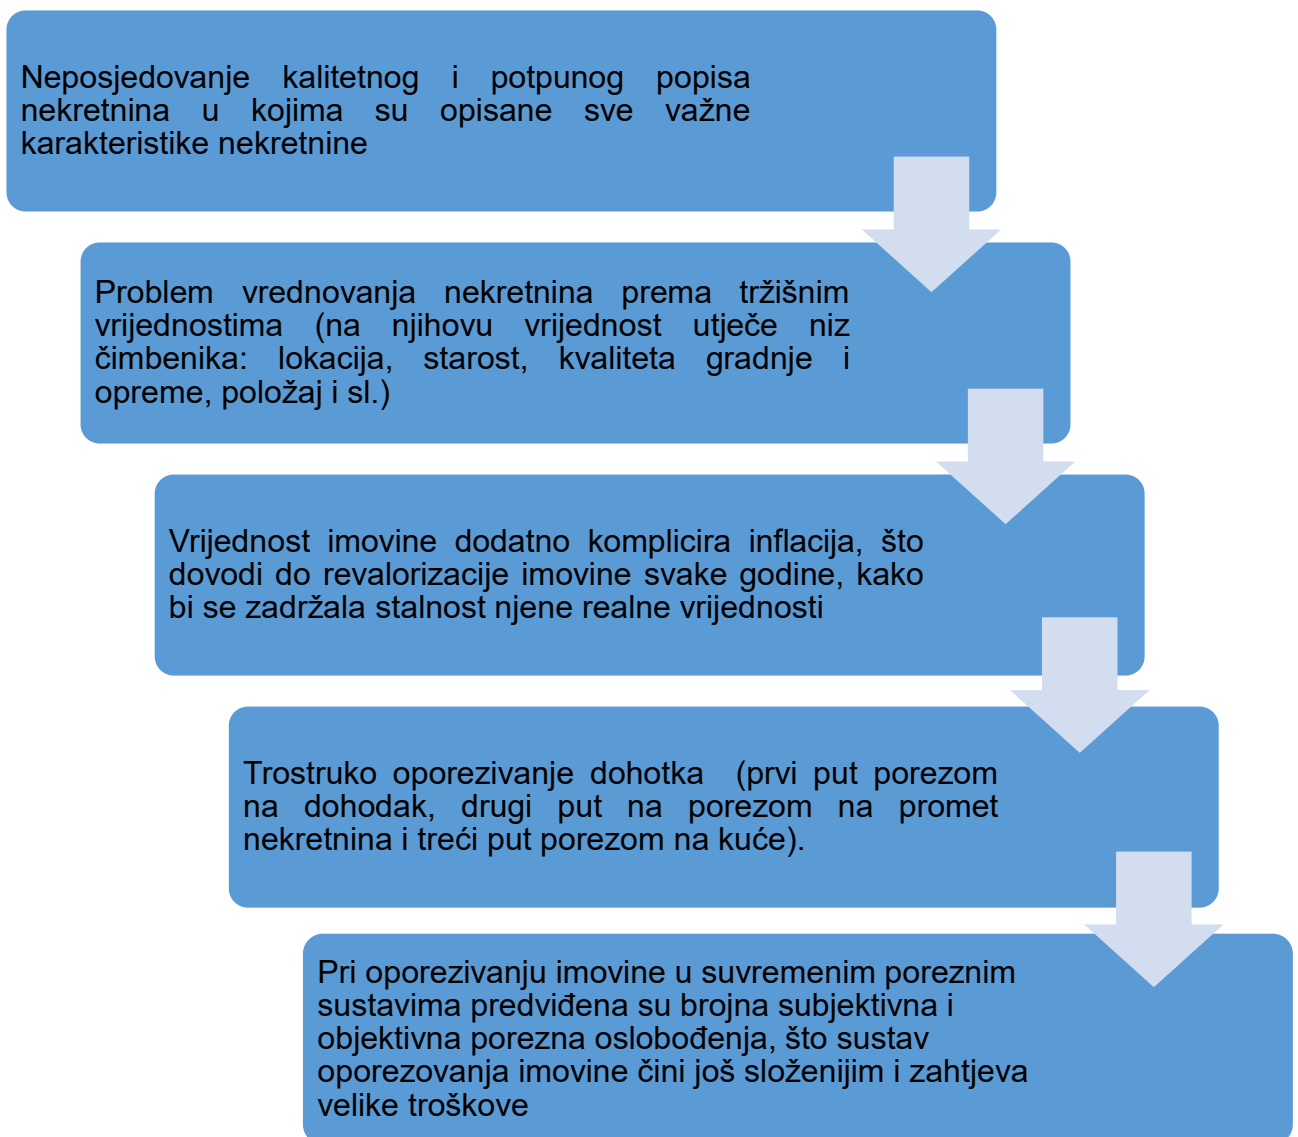 Neposjedovanje kalitetnog i potpunog popisa
nekretnina u kojima su opisane sve važne
karakteristike nekretnine
Problem vrednovanja nekretnina prema tržišnim
vrijednostima (na njihovu vrijednost utječe niz
čimbenika: lokacija, starost, kvaliteta gradnje i
opreme, položaj i sl.)
Vrijednost imovine dodatno komplicira inflacija, što
dovodi do revalorizacije imovine svake godine, kako
bi se zadržala stalnost njene realne vrijednosti
Trostruko oporezivanje dohotka (prvi put porezom
na dohodak, drugi put na porezom na promet
nekretnina i treći put porezom na kuće).
Pri oporezivanju imovine u suvremenim poreznim
sustavima predviđena su brojna subjektivna i
objektivna porezna oslobođenja, što sustav
oporezovanja imovine čini još složenijim i zahtjeva
velike troškove